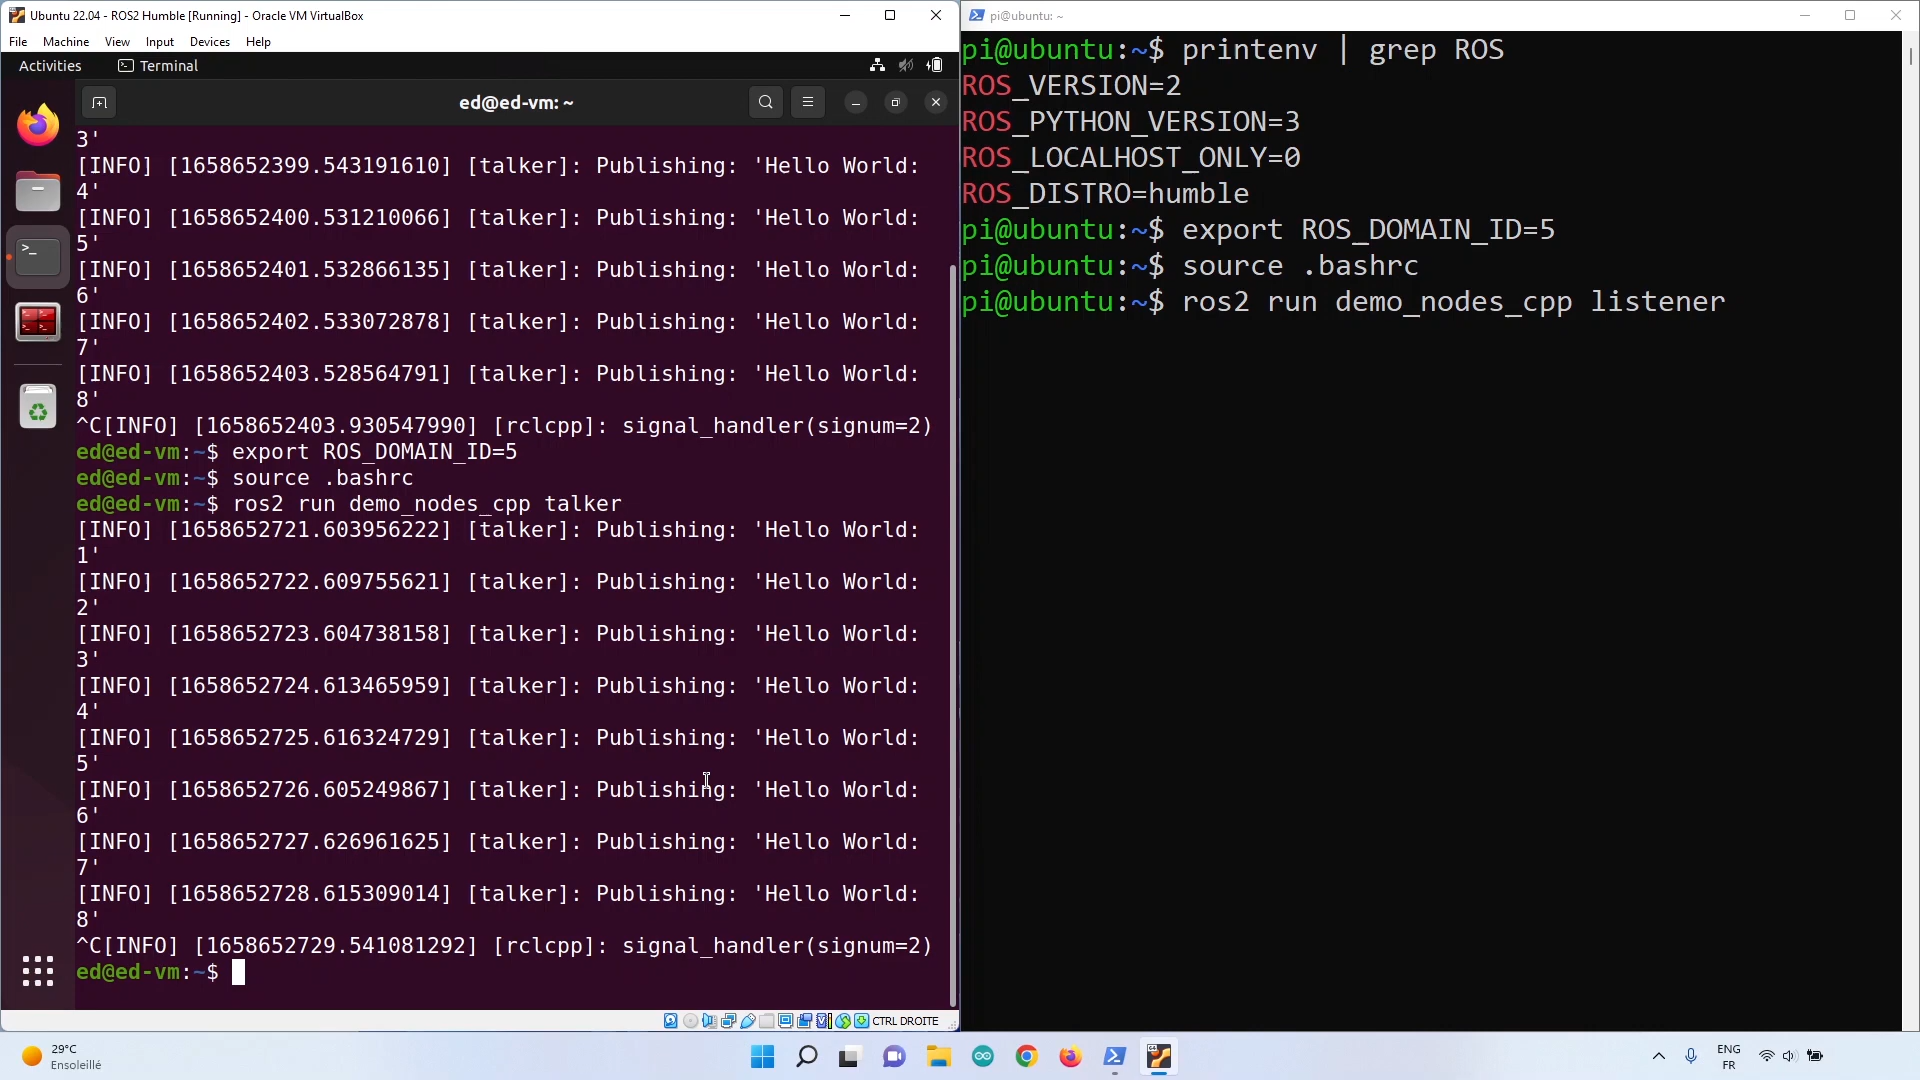 Ubuntu 22.04 - ROS2 Humble [Running] - Oracle VM VirtualBox
File Machine View Input Devices Help
Activities Terminal
ed@ed-vm: ~
3'
[INFO] [1658652399.543191610] [talker]: Publishing: 'Hello World:
4'
[INFO] [1658652400.531210066] [talker]: Publishing: 'Hello World:
5'
[INFO] [1658652401.532866135] [talker]: Publishing: 'Hello World:
6'
[INFO] [1658652402.533072878] [talker]: Publishing: 'Hello World:
7'
[INFO] [1658652403.528564791] [talker]: Publishing: 'Hello World:
8'
^C[INFO] [1658652403.930547990] [rclcpp]: signal_handler(signum=2)
ed@ed-vm:~$ export ROS_DOMAIN_ID=5
ed@ed-vm:~$ source .bashrc
ed@ed-vm:~$ ros2 run demo_nodes_cpp talker
[INFO] [1658652721.603956222] [talker]: Publishing: 'Hello World:
1'
[INFO] [1658652722.609755621] [talker]: Publishing: 'Hello World:
2'
[INFO] [1658652723.604738158] [talker]: Publishing: 'Hello World:
3'
[INFO] [1658652724.613465959] [talker]: Publishing: 'Hello World:
4'
[INFO] [1658652725.616324729] [talker]: Publishing: 'Hello World:
5'
[INFO] [1658652726.605249867] [talker]: Publishing: 'Hello World:
6'
[INFO] [1658652727.626961625] [talker]: Publishing: 'Hello World:
7'
[INFO] [1658652728.615309014] [talker]: Publishing: 'Hello World:
8'
^C[INFO] [1658652729.541081292] [rclcpp]: signal_handler(signum=2)
ed@ed-vm:~$
CTRL DROITE
pi@ubuntu: ~
pi@ubuntu:~$ printenv | grep ROS
ROS_VERSION=2
ROS_PYTHON_VERSION=3
ROS_LOCALHOST_ONLY=0
ROS_DISTRO=humble
pi@ubuntu:~$ export ROS_DOMAIN_ID=5
pi@ubuntu:~$ source .bashrc
pi@ubuntu:~$ ros2 run demo_nodes_cpp listener
29°C
Ensoleillé
ENG
FR